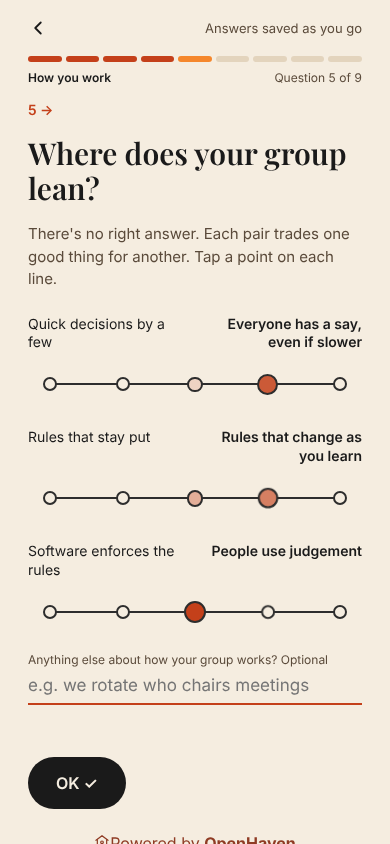 Answers saved as you go
How you work
Question 5 of 9
5 →
Where does your group
lean?
There's no right answer. Each pair trades one
good thing for another. Tap a point on each
line.
Quick decisions by a
few
Everyone has a say,
even if slower
Rules that stay put
Rules that change as
you learn
Software enforces the
rules
People use judgement
Anything else about how your group works? Optional
e.g. we rotate who chairs meetings
OK ✓
Powered by OpenHaven